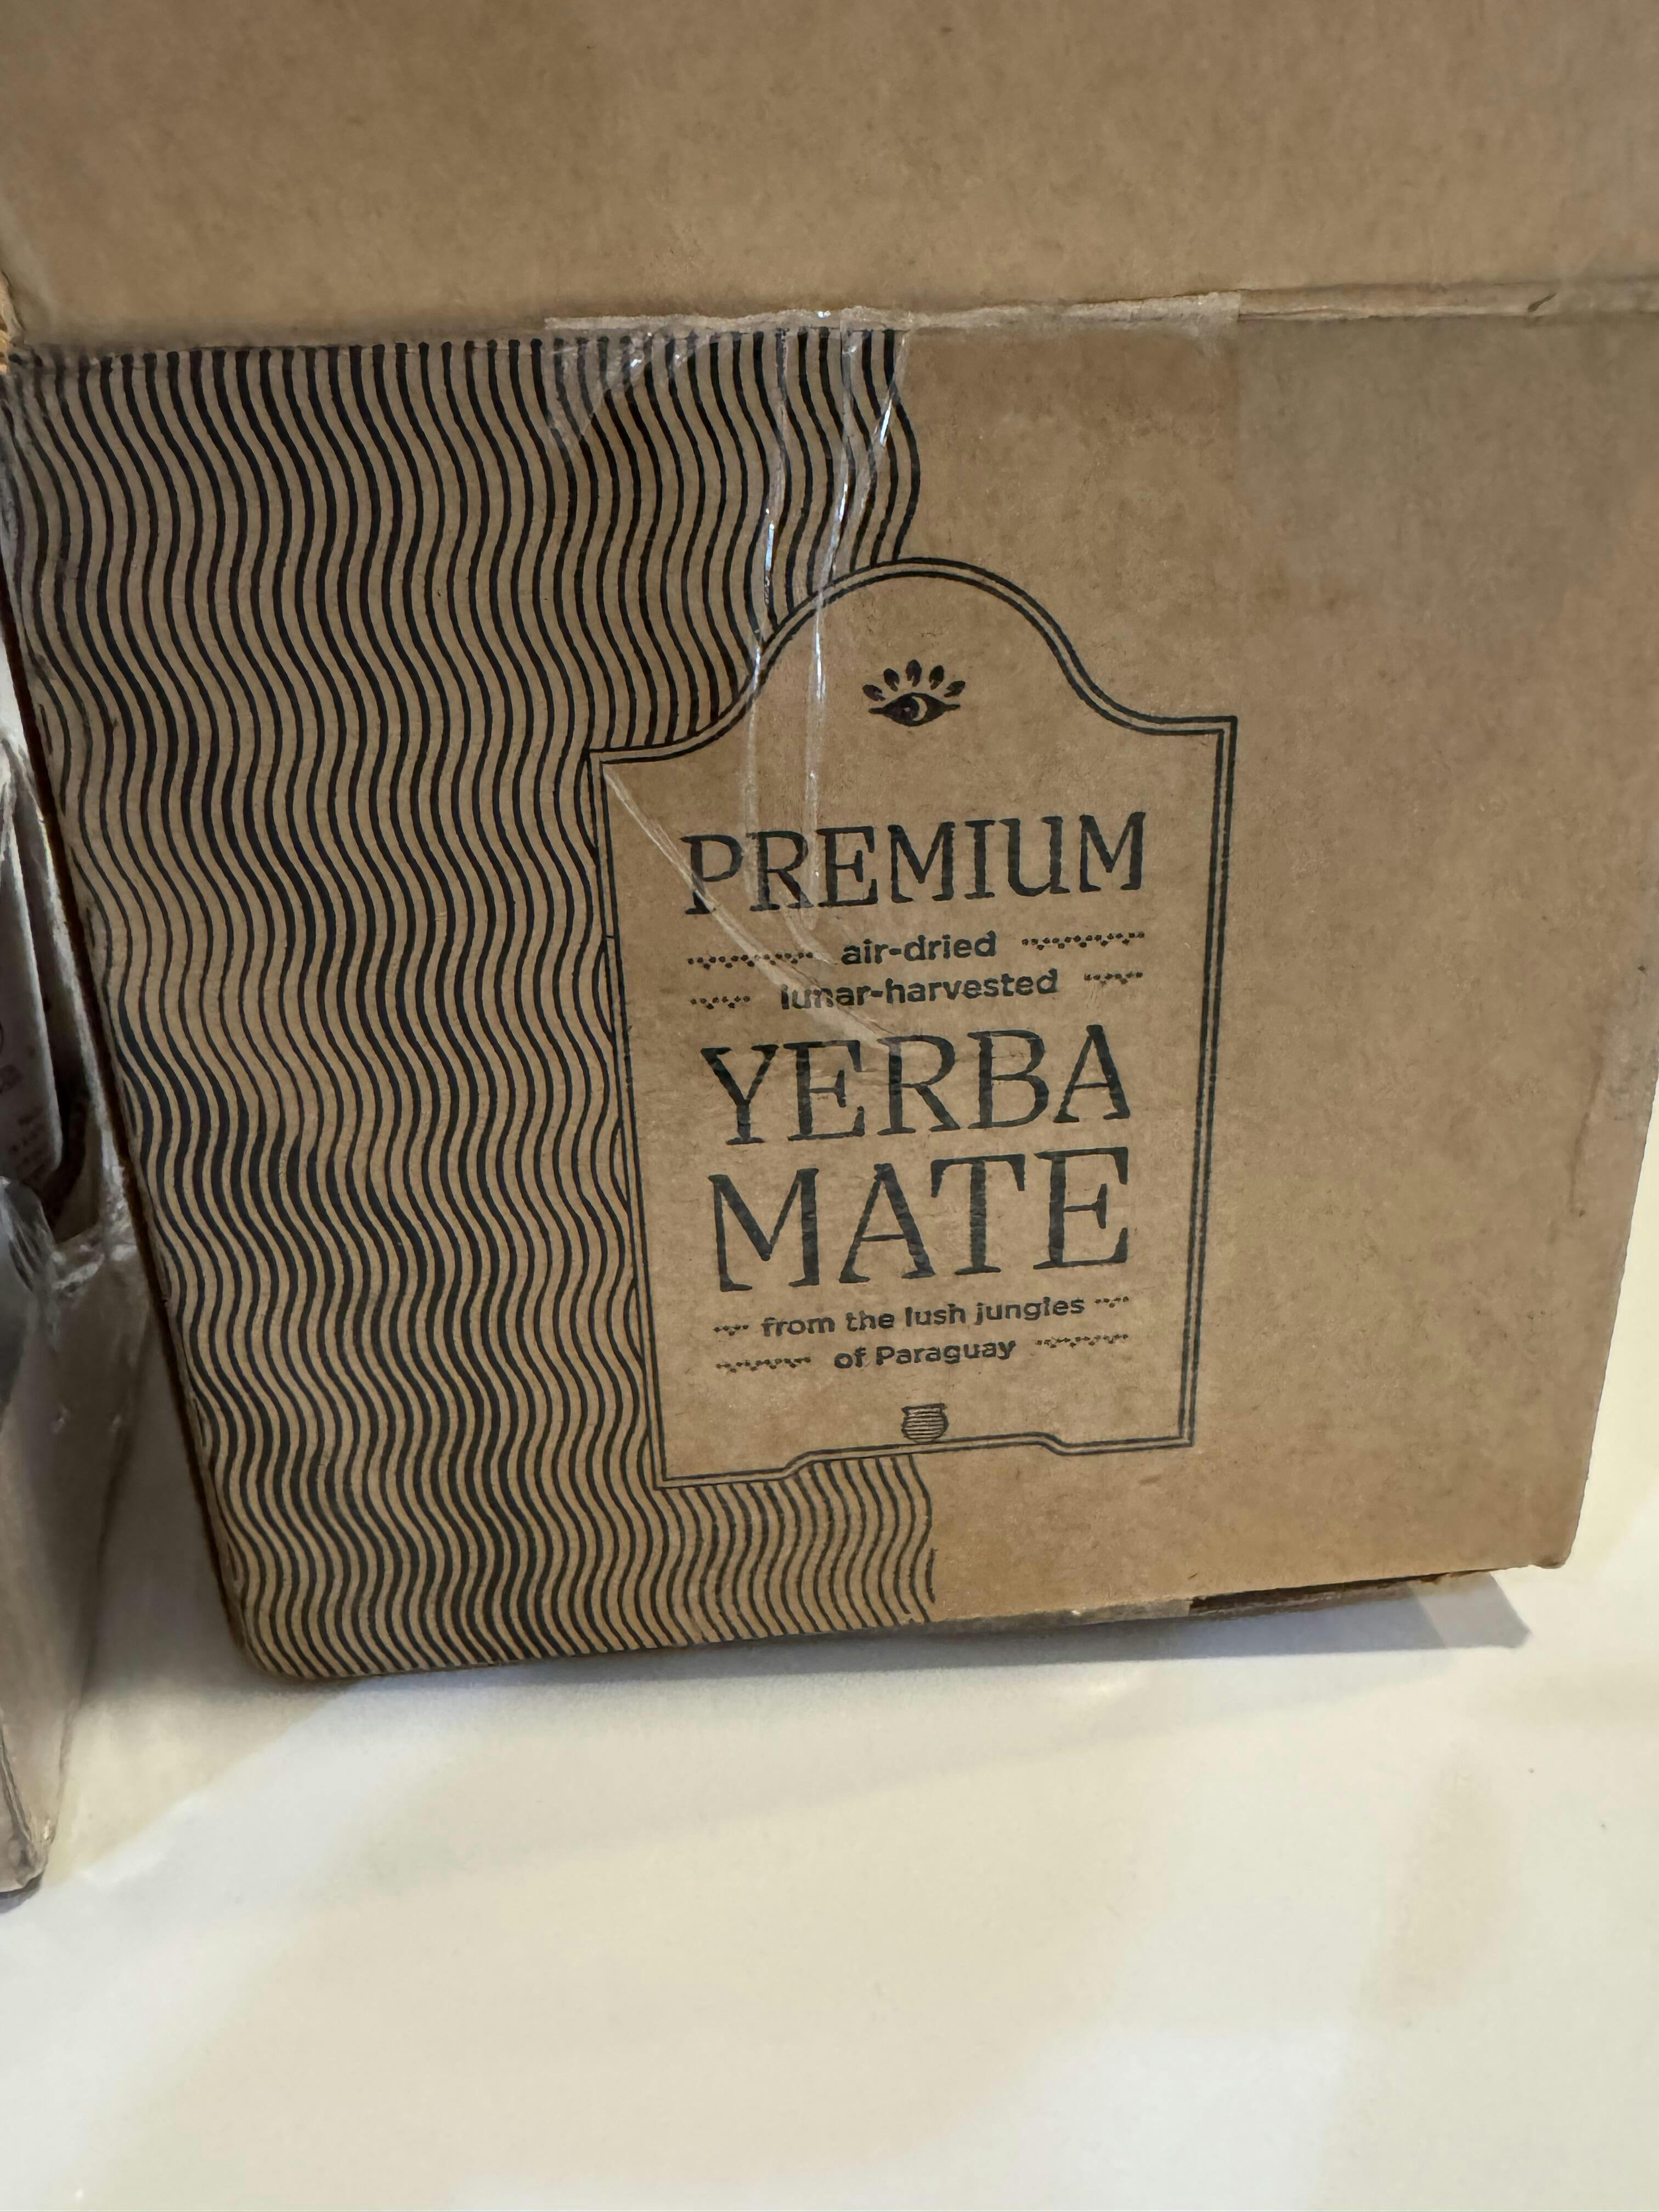 PREMIUM
air-dried
lunar-harvested
YERBA
MATE
from the lush jungles
of Paraguay